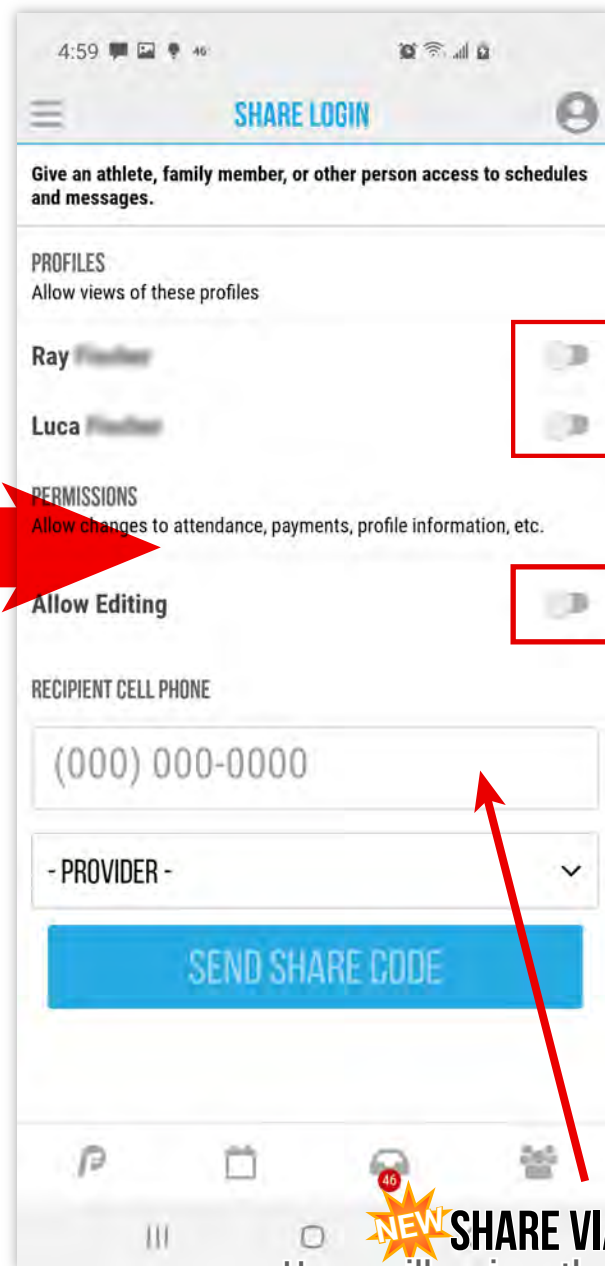 4:59 46
SHARE LOGIN
Give an athlete, family member, or other person access to schedules
and messages.
PROFILES
Allow views of these profiles
Ray
Luca
PERMISSIONS
Allow changes to attendance, payments, profile information, etc.
Allow Editing
RECIPIENT CELL PHONE
(000) 000-0000
- PROVIDER -
SEND SHARE CODE
46
NEW SHARE VIA